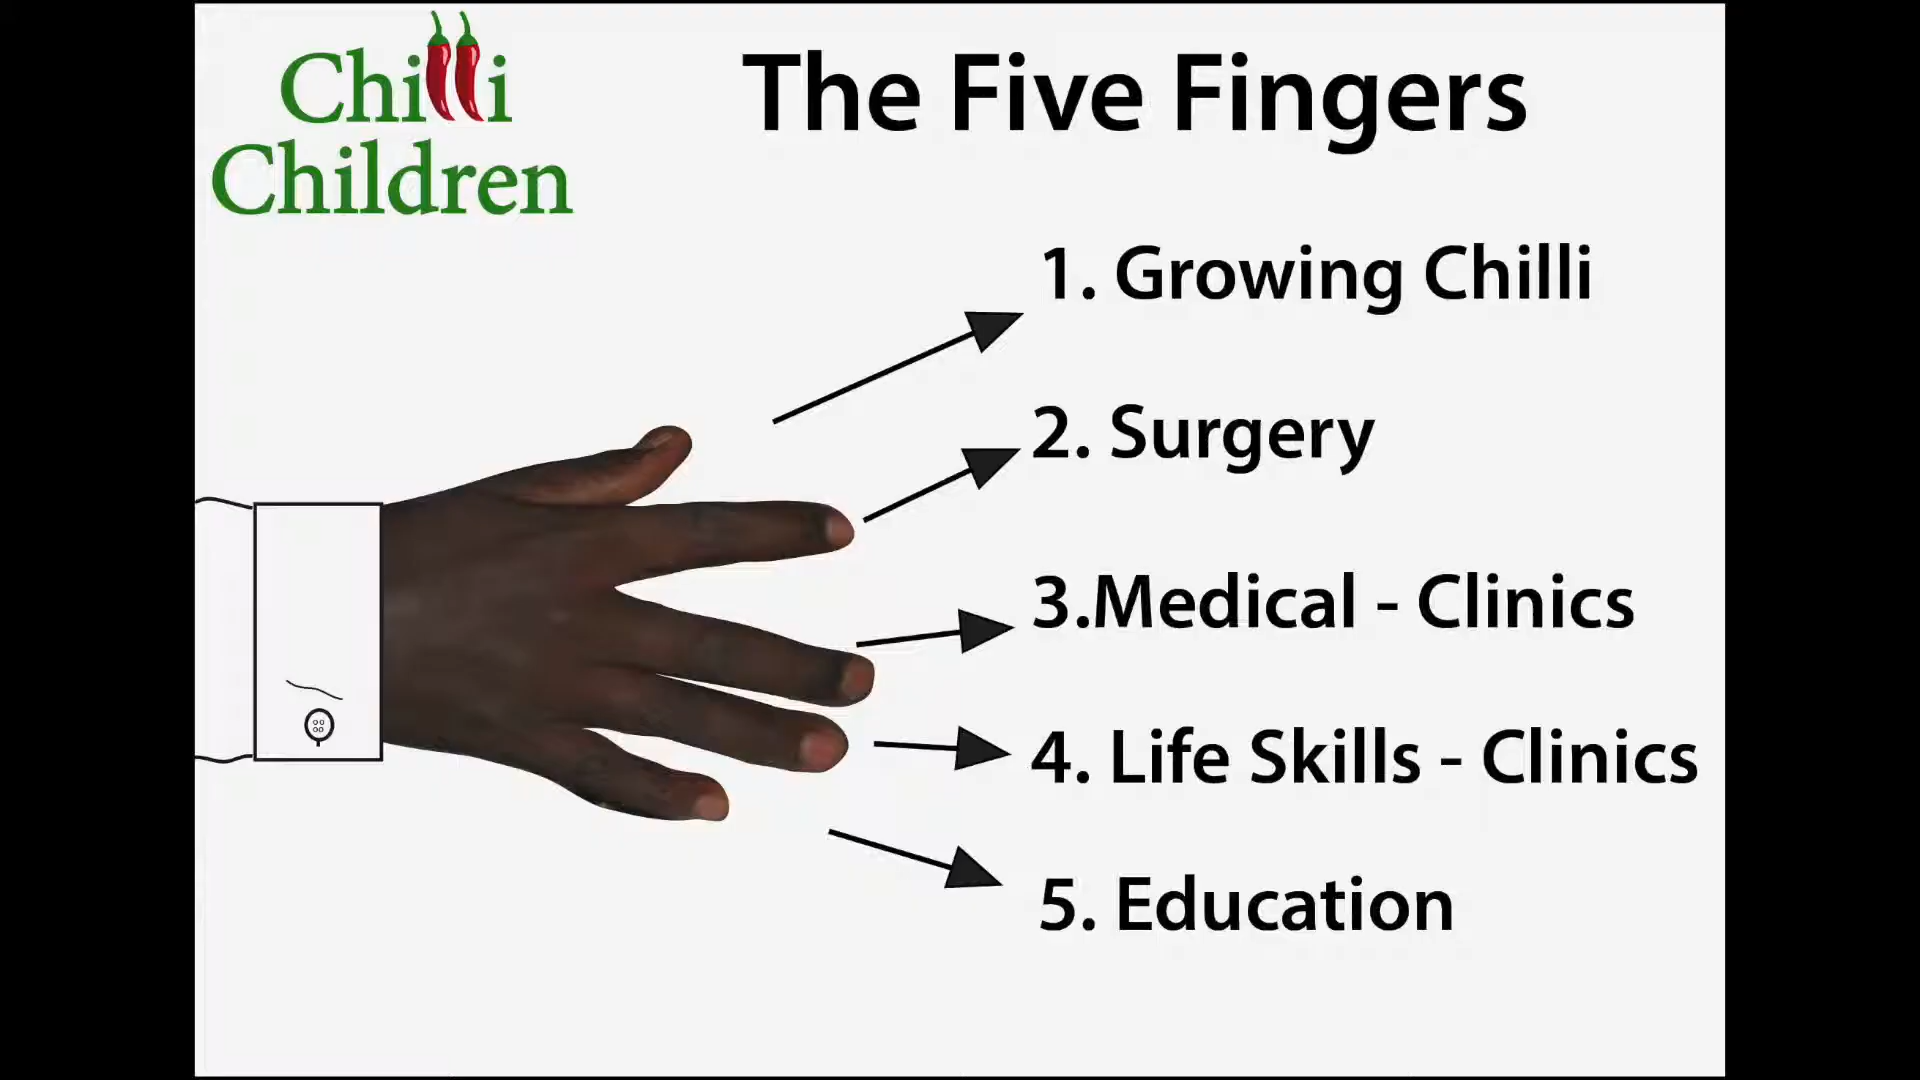 Chilli
Children
The Five Fingers
1. Growing Chilli
2. Surgery
3.Medical - Clinics
4. Life Skills - Clinics
5. Education